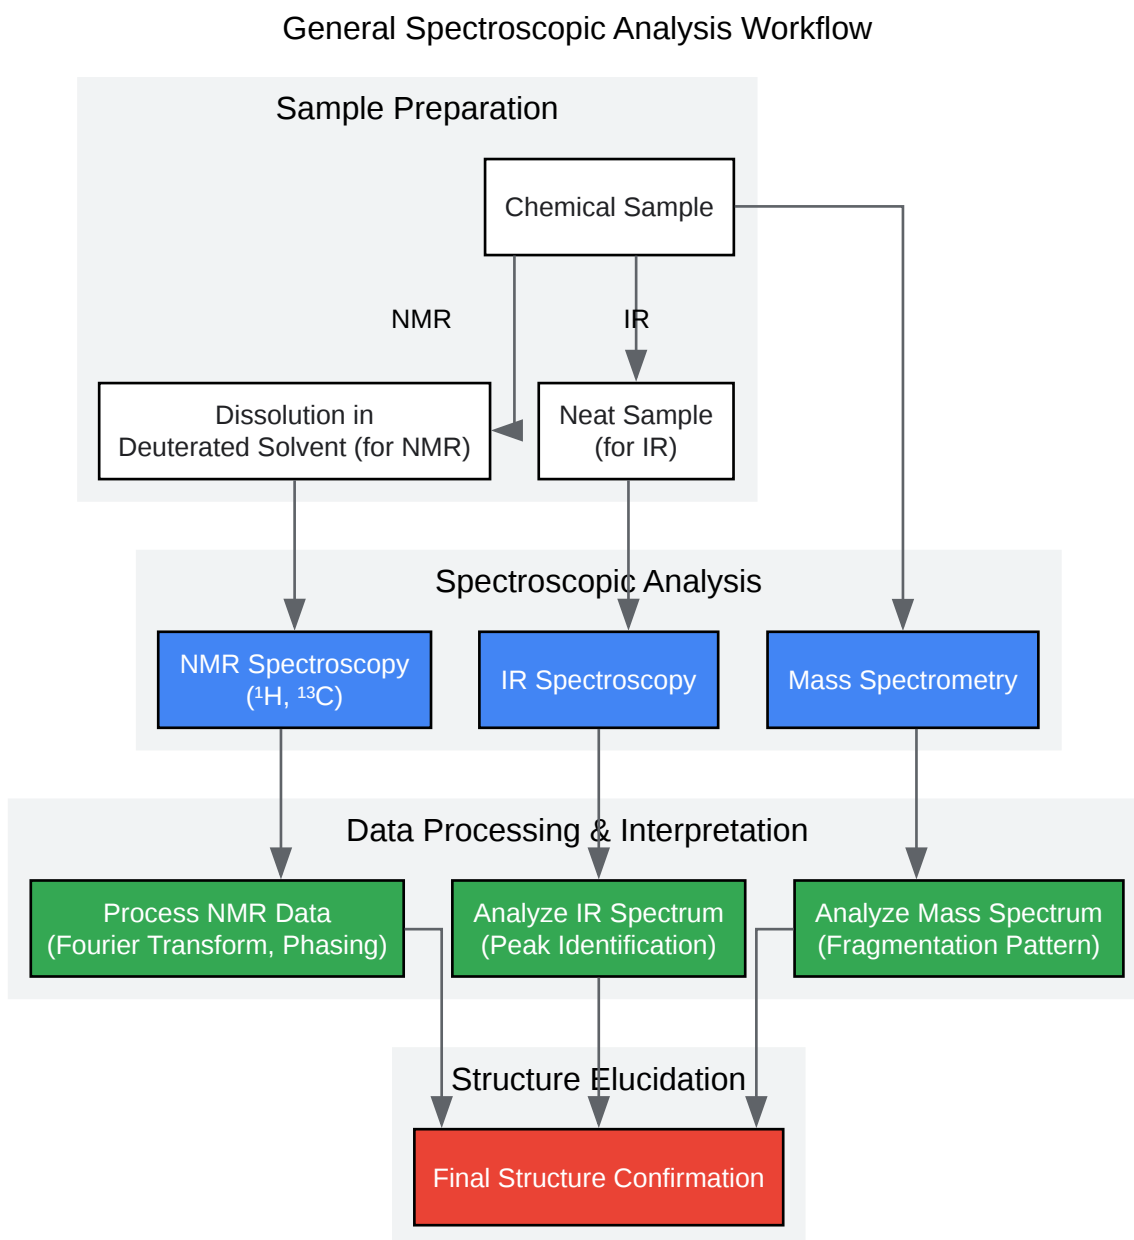 General Spectroscopic Analysis Workflow
Sample Preparation
Chemical Sample
NMR
IR
Dissolution in
Deuterated Solvent (for NMR)
Neat Sample
(for IR)
Spectroscopic Analysis
NMR Spectroscopy
(¹H, ¹³C)
IR Spectroscopy
Mass Spectrometry
Data Processing & Interpretation
Process NMR Data
(Fourier Transform, Phasing)
Analyze IR Spectrum
(Peak Identification)
Analyze Mass Spectrum
(Fragmentation Pattern)
Structure Elucidation
Final Structure Confirmation